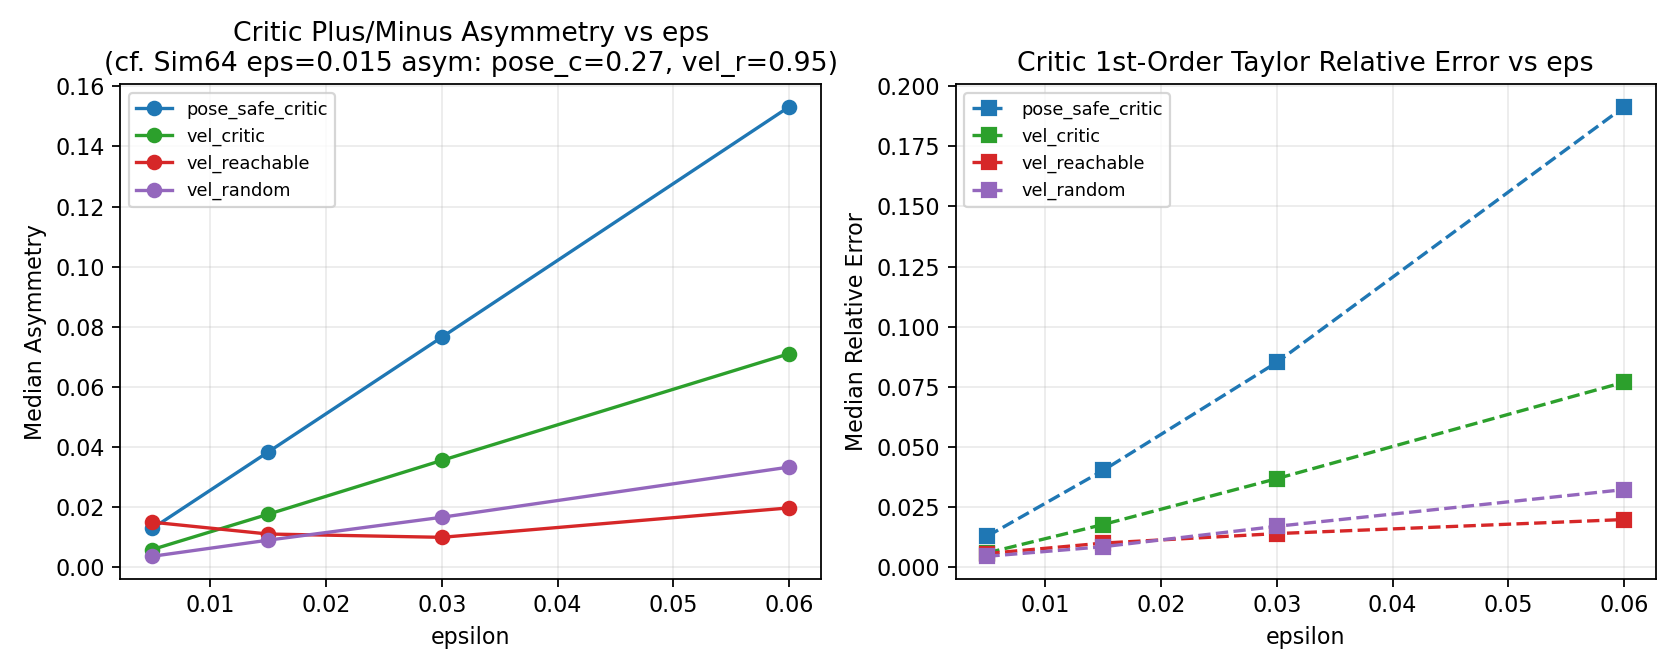 Critic Plus/Minus Asymmetry vs eps
(cf. Sim64 eps=0.015 asym: pose_c=0.27, vel_r=0.95)
0.16
0.14
0.12
0.10
0.08
0.06
0.04
0.02
0.00
Median Asymmetry
pose_safe_critic
vel_critic
vel_reachable
vel_random
0.01
0.02
0.03
0.04
0.05
0.06
epsilon
Critic 1st-Order Taylor Relative Error vs eps
0.200
0.175
0.150
0.125
0.100
0.075
0.050
0.025
0.000
Median Relative Error
pose_safe_critic
vel_critic
vel_reachable
vel_random
0.01
0.02
0.03
0.04
0.05
0.06
epsilon